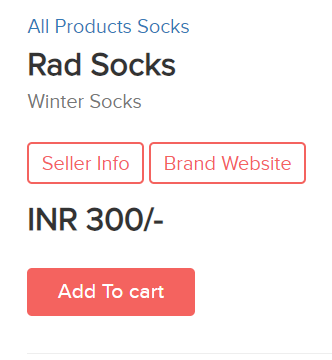 All Products Socks
Rad Socks
Winter Socks
Seller Info Brand Website
INR 300/-
Add To cart